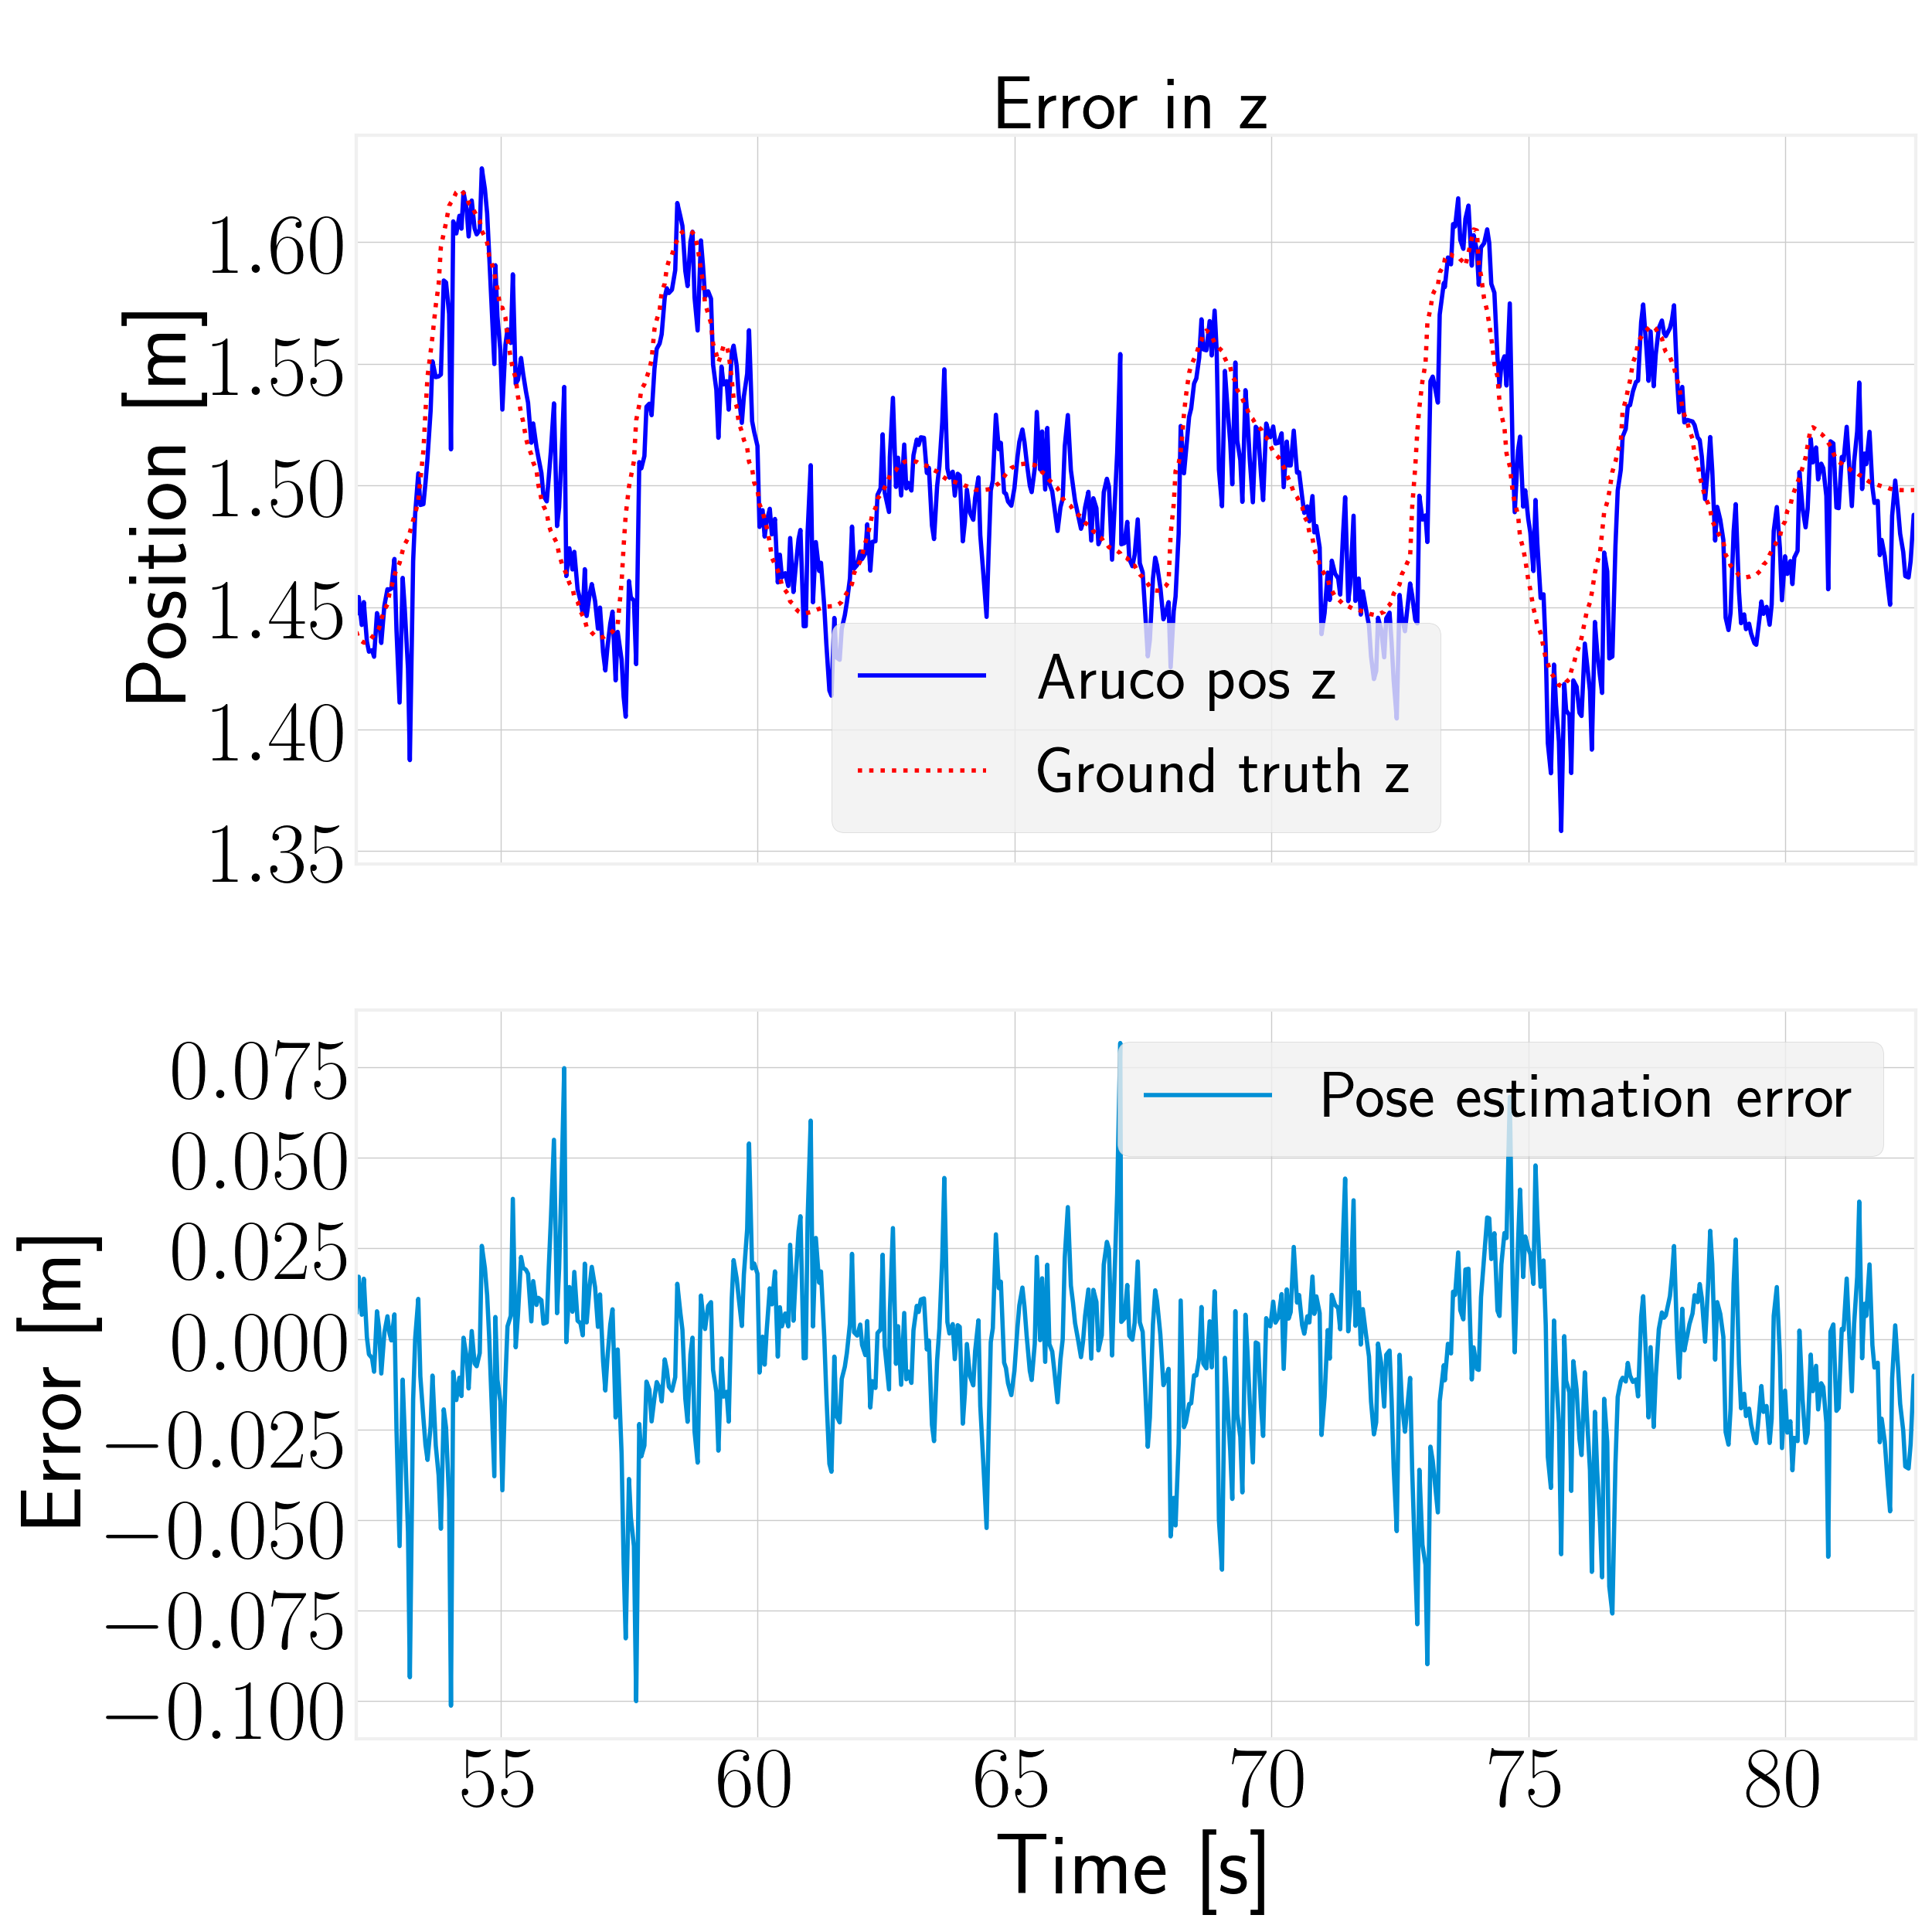 Error in z
Position [m]
1.60
1.55
1.50
1.45
1.40
1.35
Aruco pos z
Ground truth z
Error [m]
0.075
0.050
0.025
0.000
−0.025
−0.050
−0.075
−0.100
Pose estimation error
55 60 65 70 75 80
Time [s]